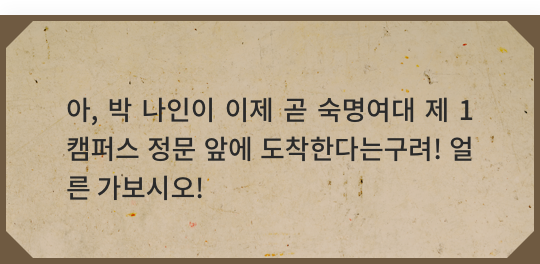 아, 박 나인이 이제 곧 숙명여대 제 1
캠퍼스 정문 앞에 도착한다는구려! 얼
른 가보시오!